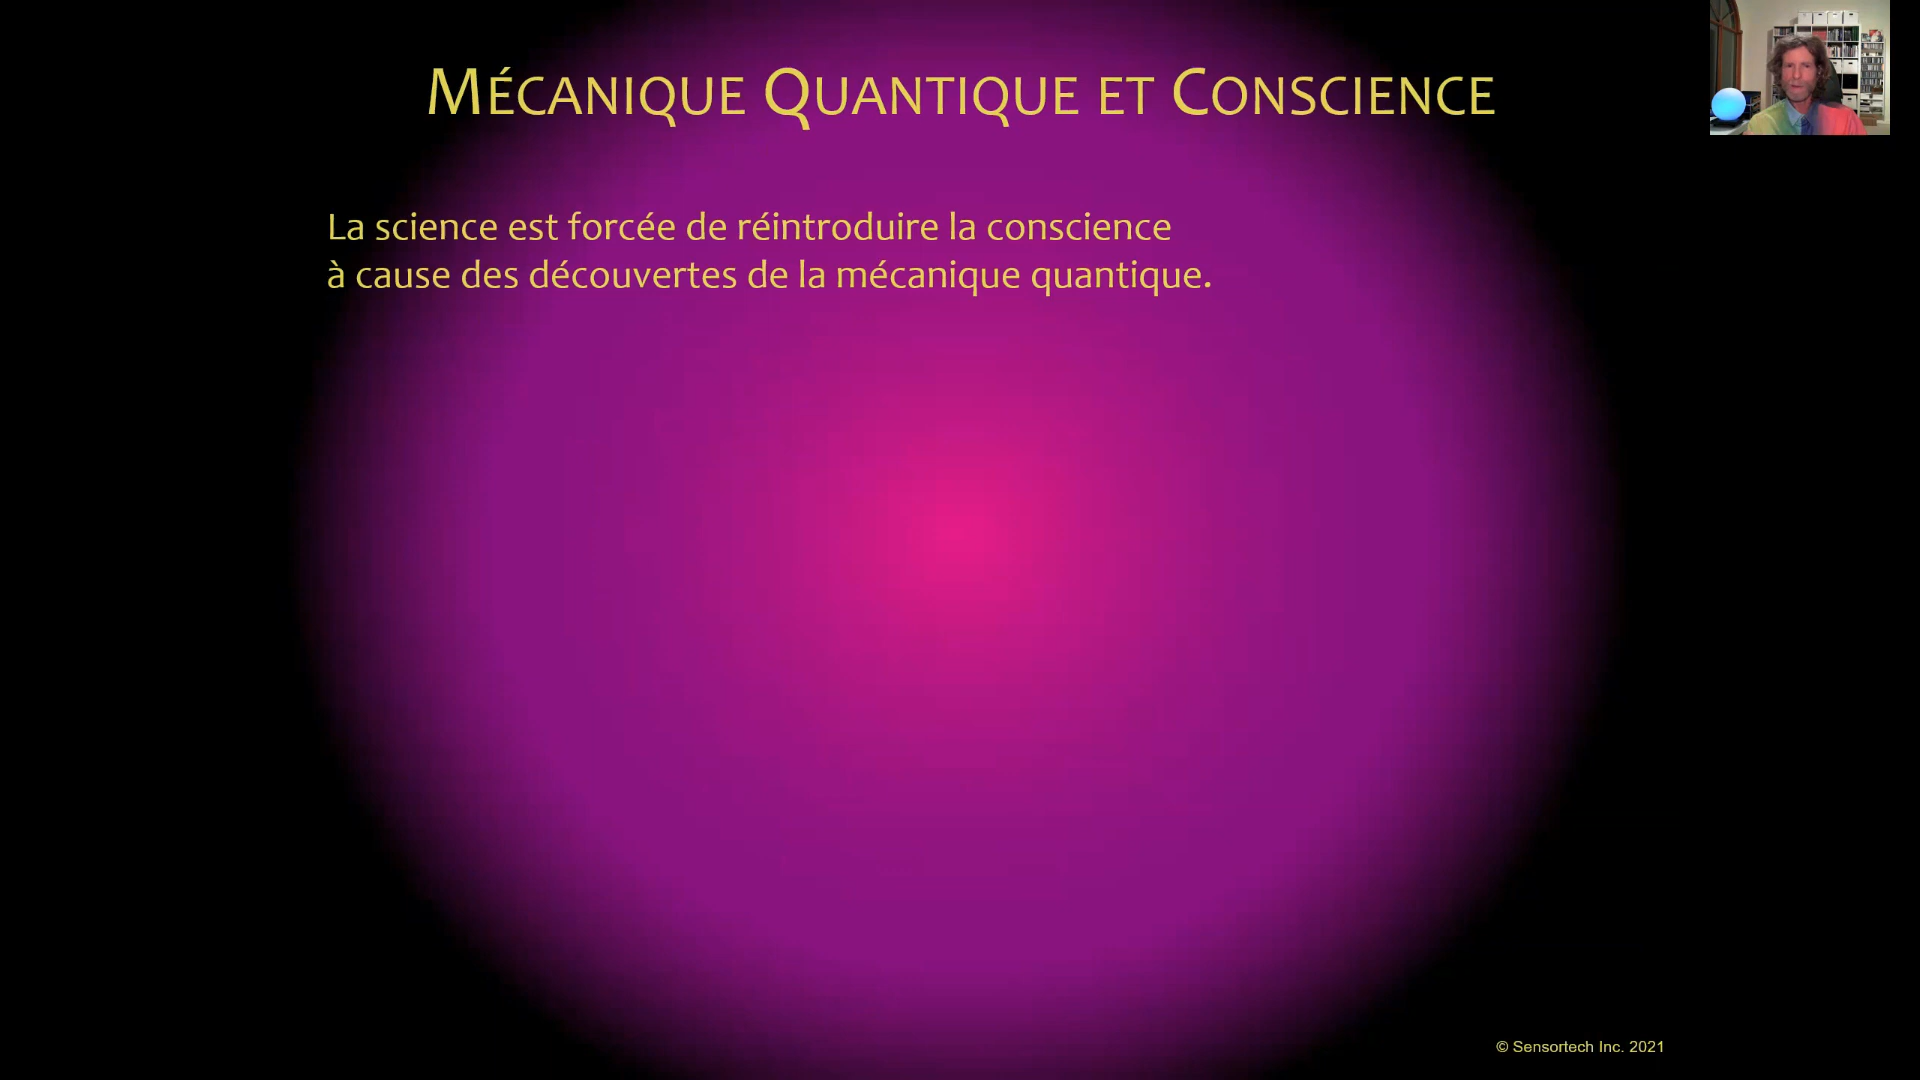 MÉCANIQUE QUANTIQUE ET CONSCIENCE
La science est forcée de réintroduire la conscience
à cause des découvertes de la mécanique quantique.
© Sensortech Inc. 2021